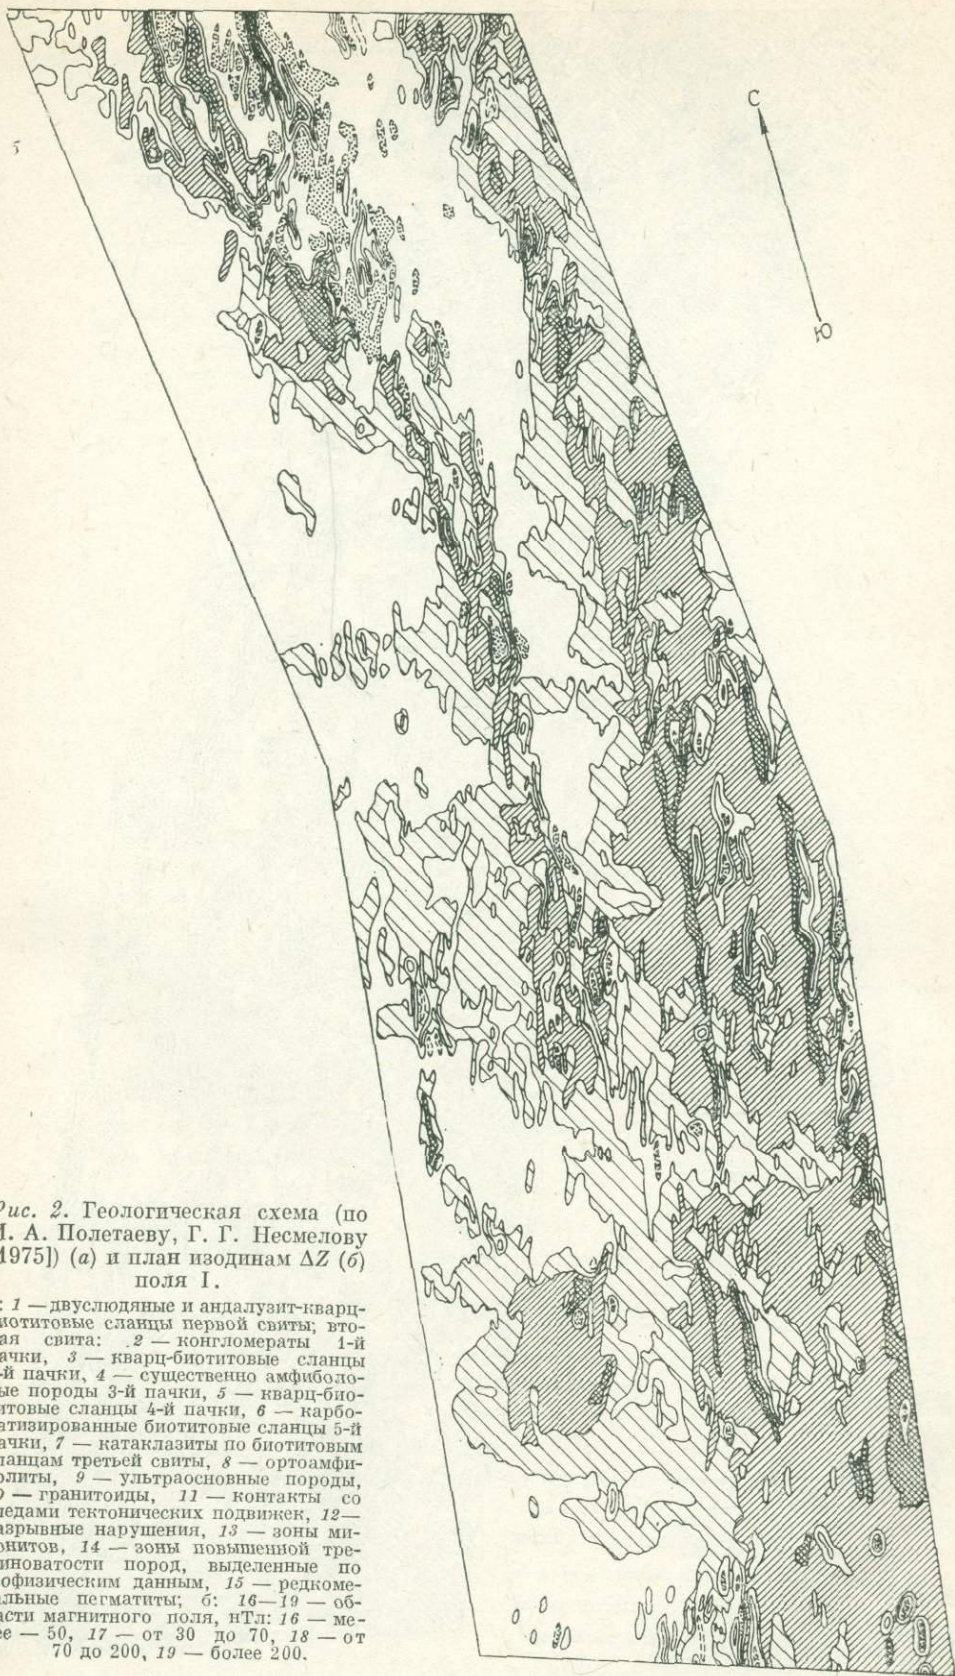 С
Ю
Рис. 2. Геологическая схема (по
. А. Полетаеву, Г. Г. Несмелову
1975]) (а) и план изодинам ΔZ (б)
поля I.
: 1 —двуслюдяные и андалузит-кварц-
иотитовые сланцы первой свиты; вто-
ая свита: 2 — конгломераты 1-й
ачки, 3 — кварц-биотитовые сланцы
-й пачки, 4 — существенно амфиболо-
ые породы 3-й пачки, 5 — кварц-био-
итовые сланцы 4-й пачки, 6 — карбо-
атизированные биотитовые сланцы 5-й
ачки, 7 — катаклазиты по биотитовым
ланцам третьей свиты, 8 — ортоамфи-
олиты, 9 — ультраосновные породы,
0 — гранитоиды, 11 — контакты со
ледами тектонических подвижек, 12—
азрывные нарушения, 13 — зоны ми-
онитов, 14 — зоны повышенной тре-
иноватости пород, выделенные по
офизическим данным, 15 — редкоме-
альные пегматиты; б: 16—19 — об-
асти магнитного поля, нТл: 16 — ме-
ее — 50, 17 — от 30 до 70, 18 — от
70 до 200, 19 — более 200.